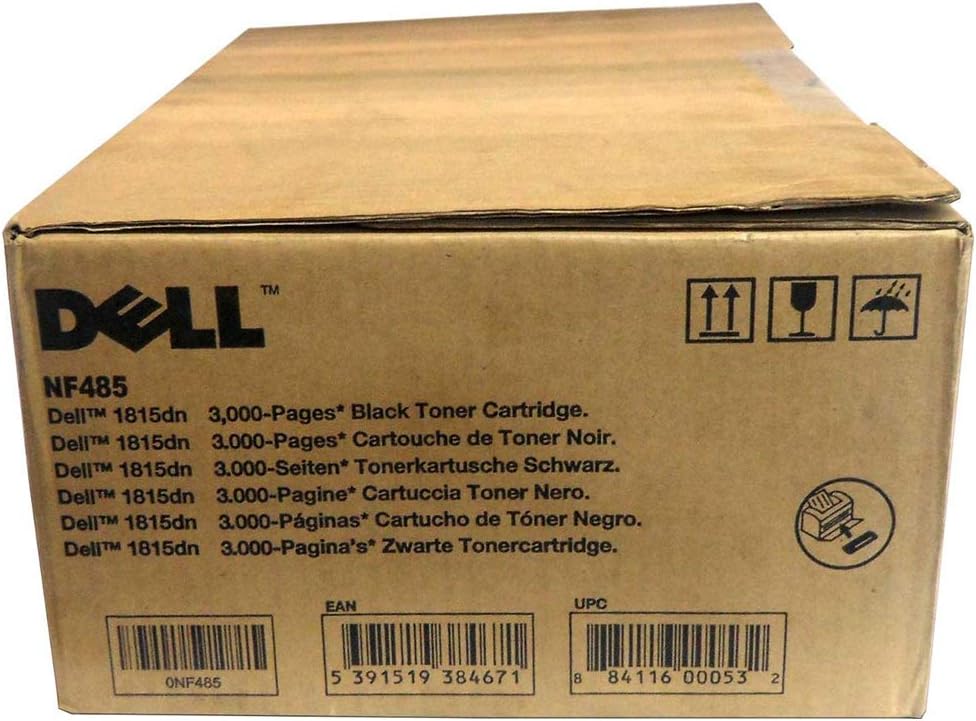 DELL™
NF485
Dell™ 1815dn 3,000-Pages* Black Toner Cartridge.
Dell™ 1815dn 3.000-Pages* Cartouche de Toner Noir.
Dell™ 1815dn 3.000-Seiten* Tonerkartusche Schwarz.
Dell™ 1815dn 3.000-Pagine* Cartuccia Toner Nero.
Dell™ 1815dn 3.000-Páginas* Cartucho de Tóner Negro.
Dell™ 1815dn 3.000-Pagina's* Zwarte Tonercartridge.
0NF485
EAN
5 391519 384671
UPC
8 84116 00053 2